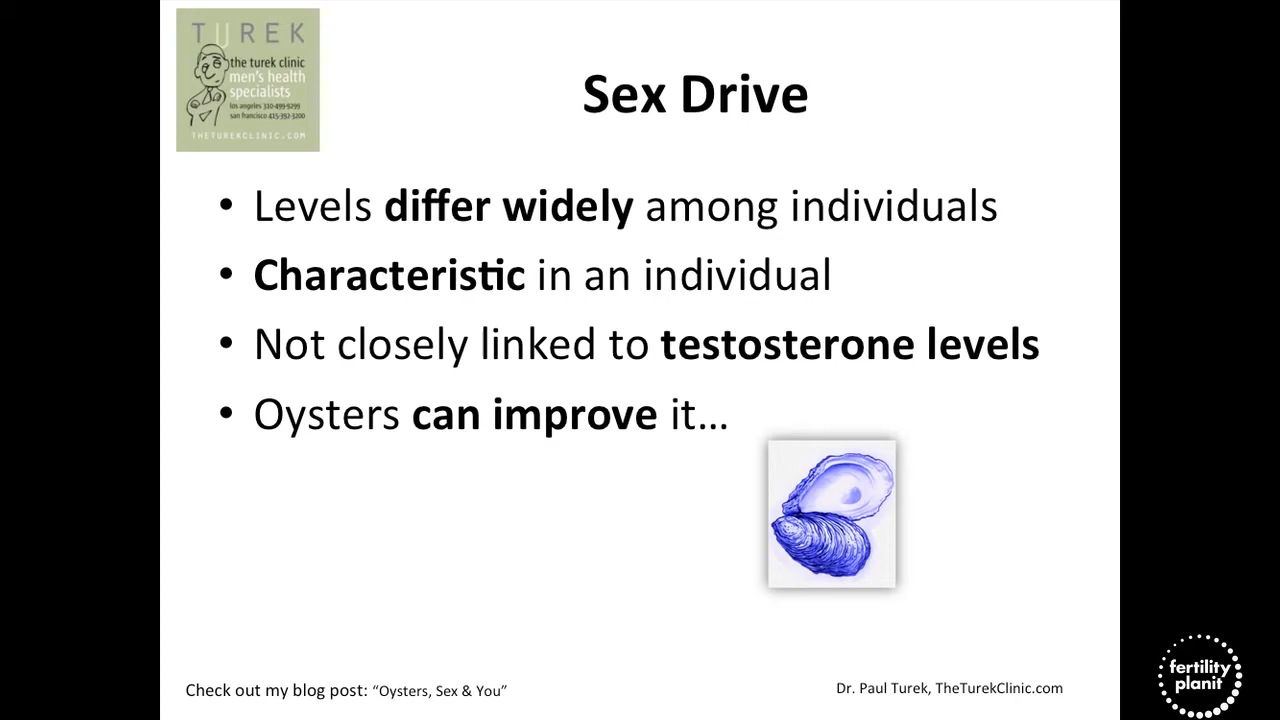 TUREK
the turek clinic
men's health
specialists
los angeles 310-499-9299
san francisco 415-392-3200
THETUREKCLINIC.COM
Sex Drive
• Levels differ widely among individuals
• Characteristic in an individual
• Not closely linked to testosterone levels
• Oysters can improve it...
Check out my blog post: “Oysters, Sex & You”
Dr. Paul Turek, TheTurekClinic.com
fertility
planit